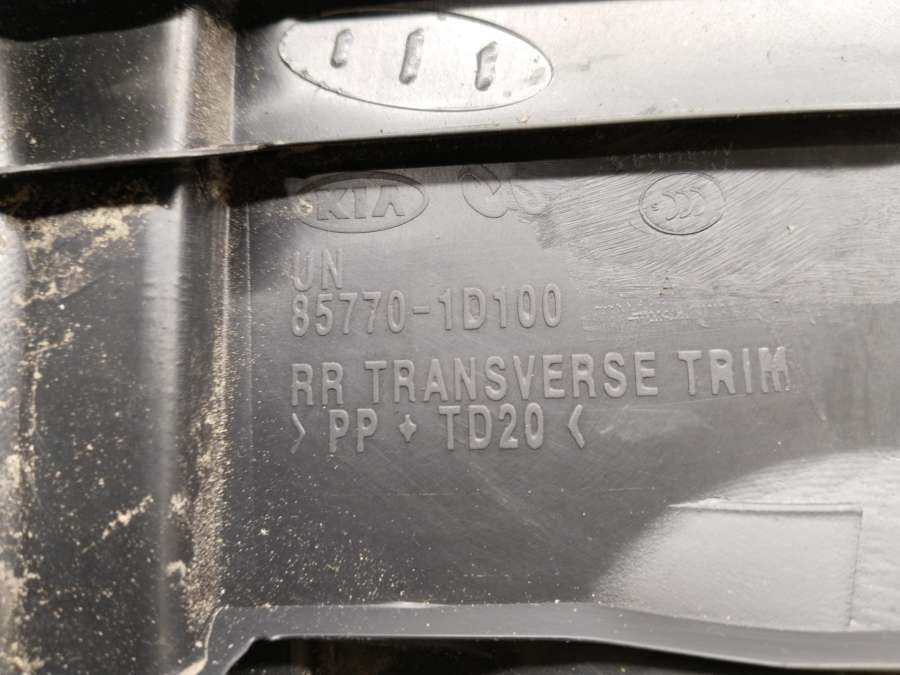 KIA
UN
85770-1D100
RR TRANSVERSE TRIM
>PP+TD20<